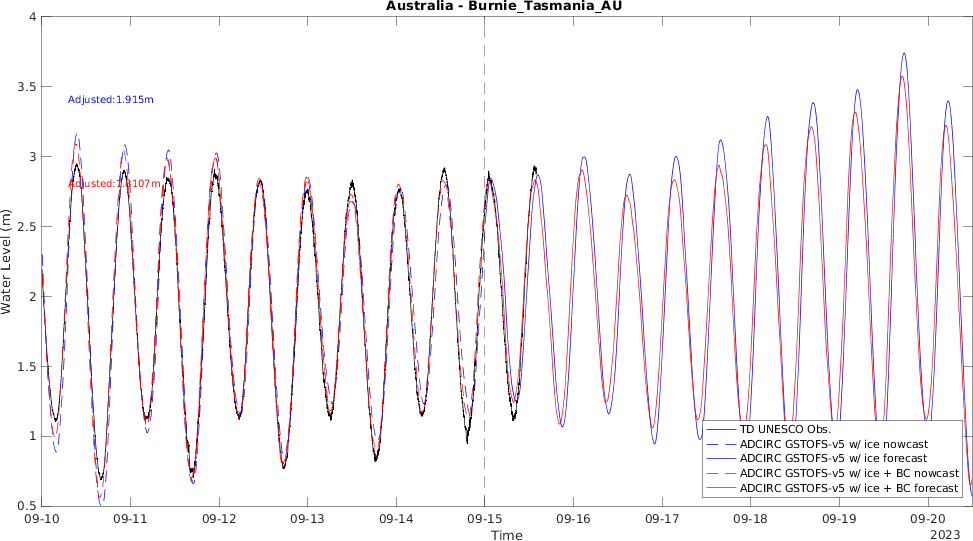 Australia - Burnie_Tasmania_AU
4
3.5
3
2.5
2
1.5
1
0.5
Water Level (m)
Adjusted:1.915m
Adjusted:1.8107m
TD UNESCO Obs.
ADCIRC GSTOFS-v5 w/ ice nowcast
ADCIRC GSTOFS-v5 w/ ice forecast
ADCIRC GSTOFS-v5 w/ ice + BC nowcast
ADCIRC GSTOFS-v5 w/ ice + BC forecast
09-10 09-11 09-12 09-13 09-14 09-15 09-16 09-17 09-18 09-19 09-20
Time
2023